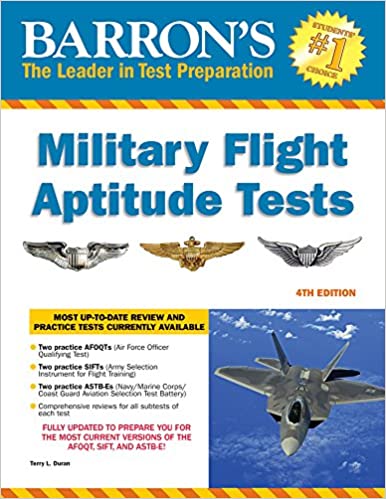 BARRON'S
The Leader in Test Preparation
STUDENTS'
#1
CHOICE
Military Flight
Aptitude Tests
4TH EDITION
MOST UP-TO-DATE REVIEW AND
PRACTICE TESTS CURRENTLY AVAILABLE
• Two practice AFOQTs (Air Force Officer
Qualifying Test)
• Two practice SIFTs (Army Selection
Instrument for Flight Training)
• Two practice ASTB-Es (Navy/Marine Corps/
Coast Guard Aviation Selection Test Battery)
• Comprehensive reviews for all subtests of
each test
FULLY UPDATED TO PREPARE YOU FOR
THE MOST CURRENT VERSIONS OF THE
AFOQT, SIFT, AND ASTB-E!
Terry L. Duran